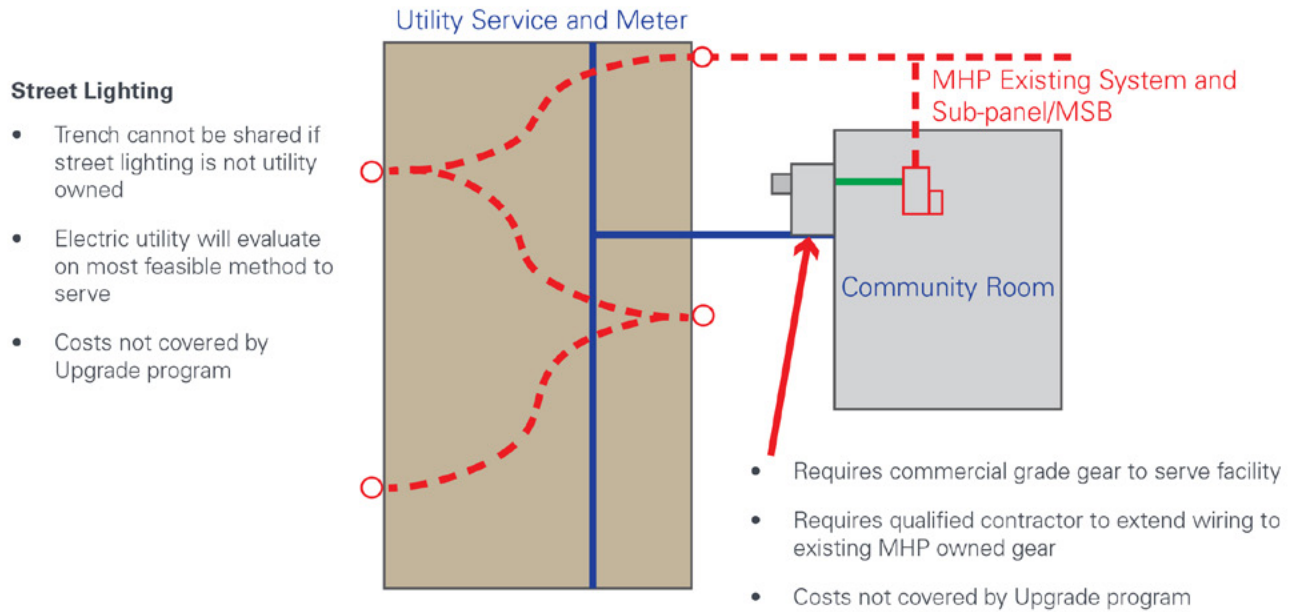 Utility Service and Meter
Street Lighting
• Trench cannot be shared if
street lighting is not utility
owned
• Electric utility will evaluate
on most feasible method to
serve
• Costs not covered by
Upgrade program
MHP Existing System and
Sub-panel/MSB
Community Room
• Requires commercial grade gear to serve facility
• Requires qualified contractor to extend wiring to
existing MHP owned gear
• Costs not covered by Upgrade program